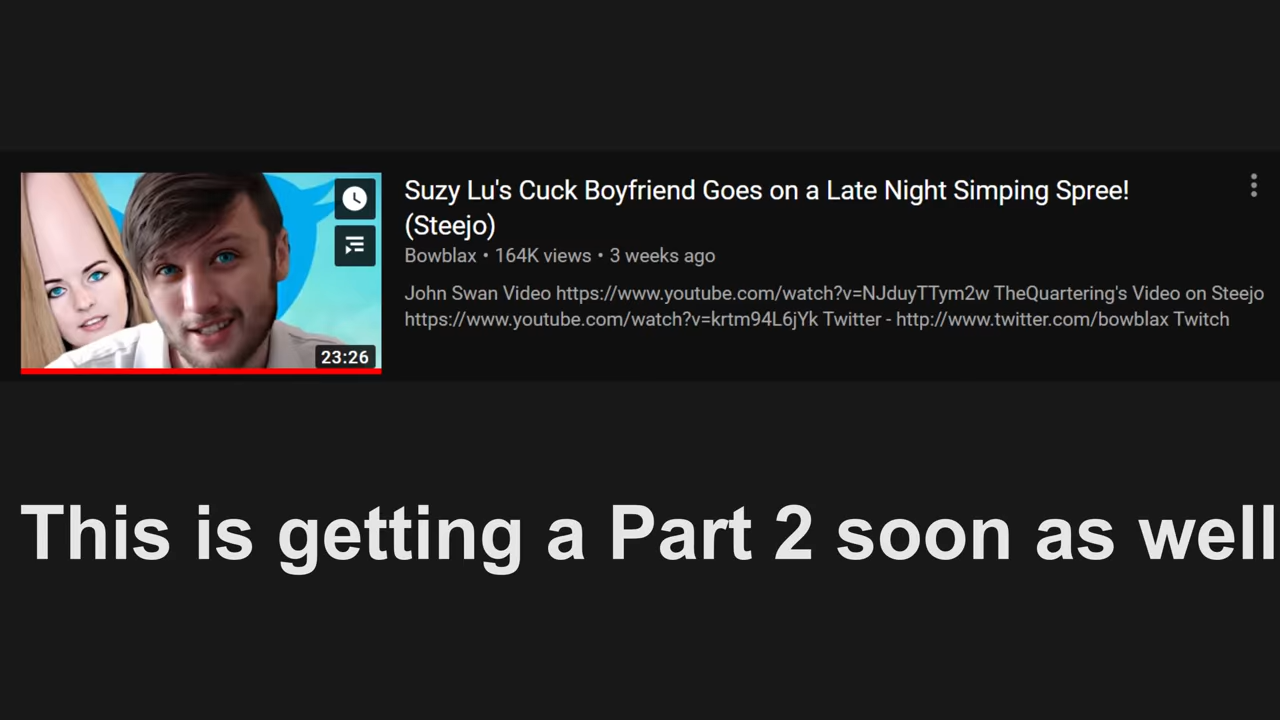 Suzy Lu's Cuck Boyfriend Goes on a Late Night Simping Spree!
(Steejo)
Bowblax • 164K views • 3 weeks ago
John Swan Video https://www.youtube.com/watch?v=NJduyTTym2w TheQuartering's Video on Steejo
https://www.youtube.com/watch?v=krtm94L6jYk Twitter - http://www.twitter.com/bowblax Twitch
23:26
This is getting a Part 2 soon as well